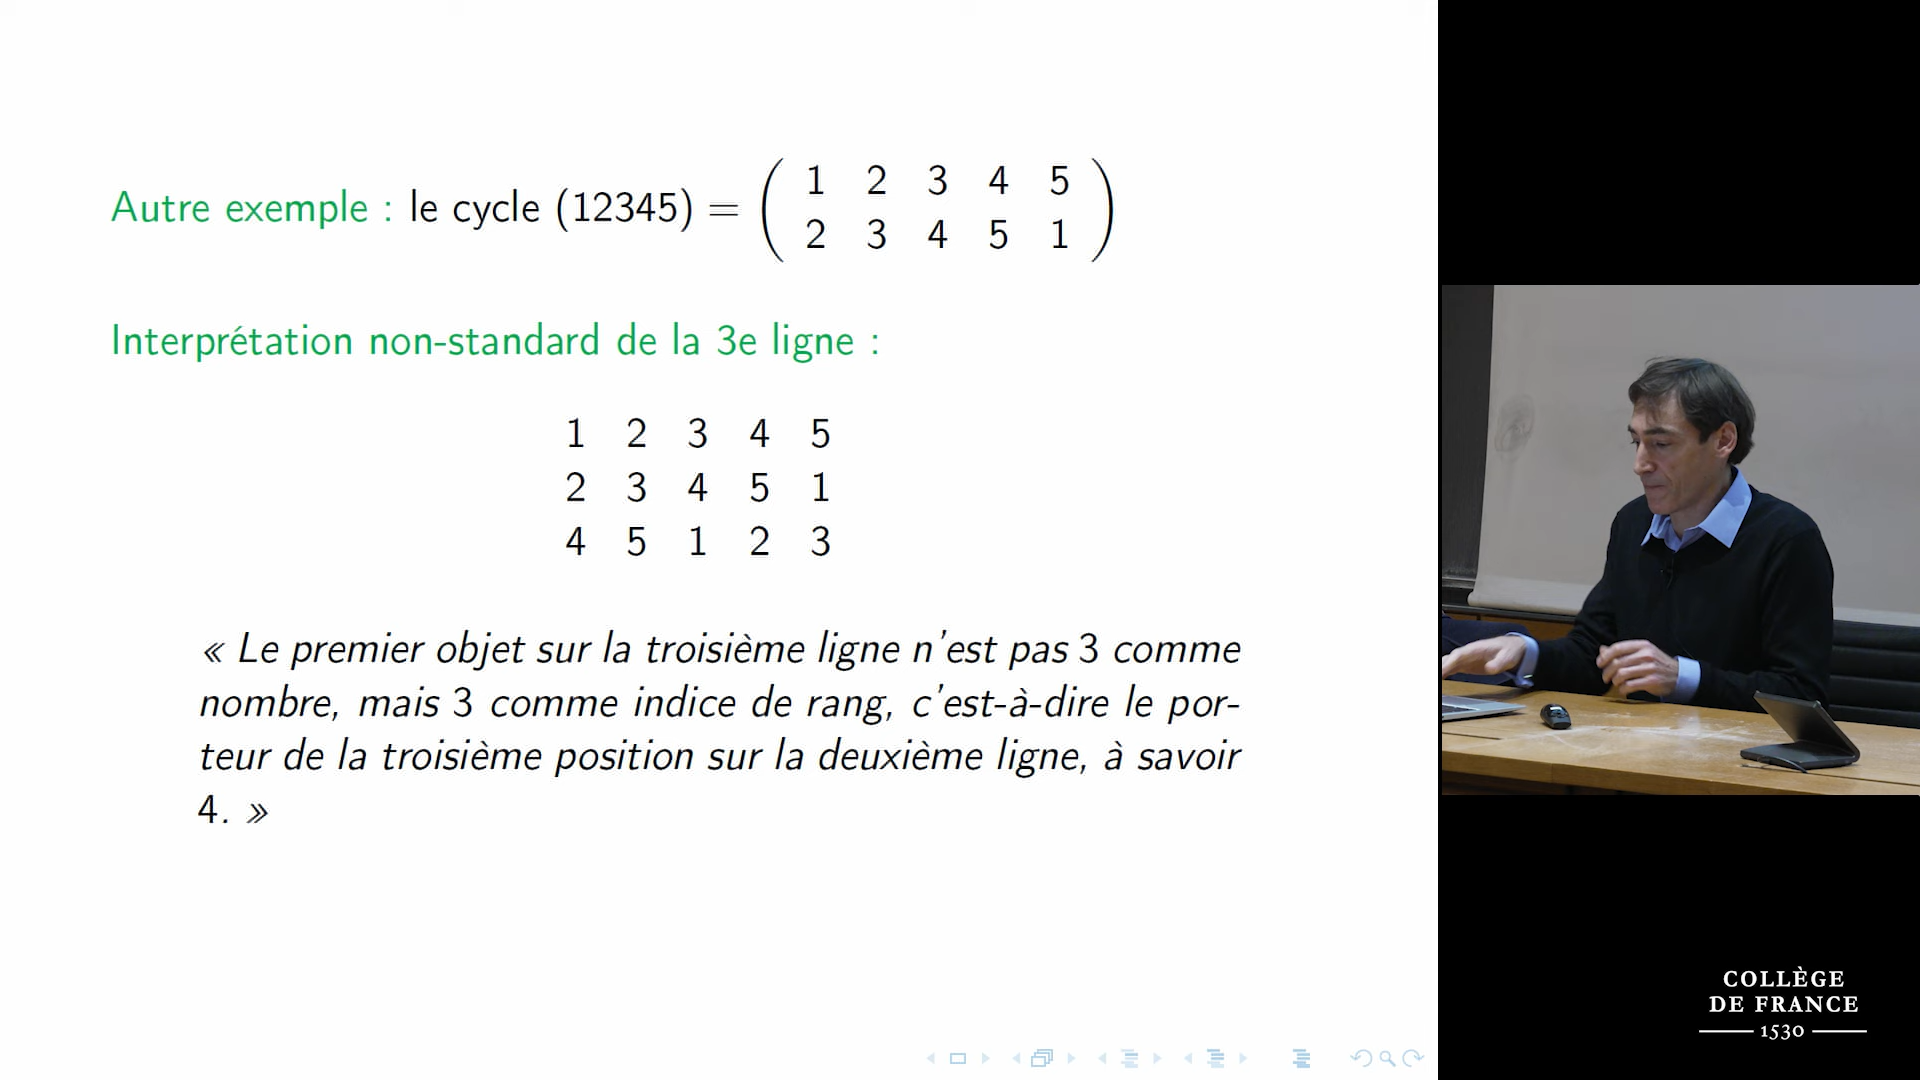 Autre exemple : le cycle (12345) = ( 1 2 3 4 5
2 3 4 5 1 )
Interprétation non-standard de la 3e ligne :
1 2 3 4 5
2 3 4 5 1
4 5 1 2 3
« Le premier objet sur la troisième ligne n'est pas 3 comme
nombre, mais 3 comme indice de rang, c'est-à-dire le por-
teur de la troisième position sur la deuxième ligne, à savoir
4. »
COLLÈGE
DE FRANCE
1530